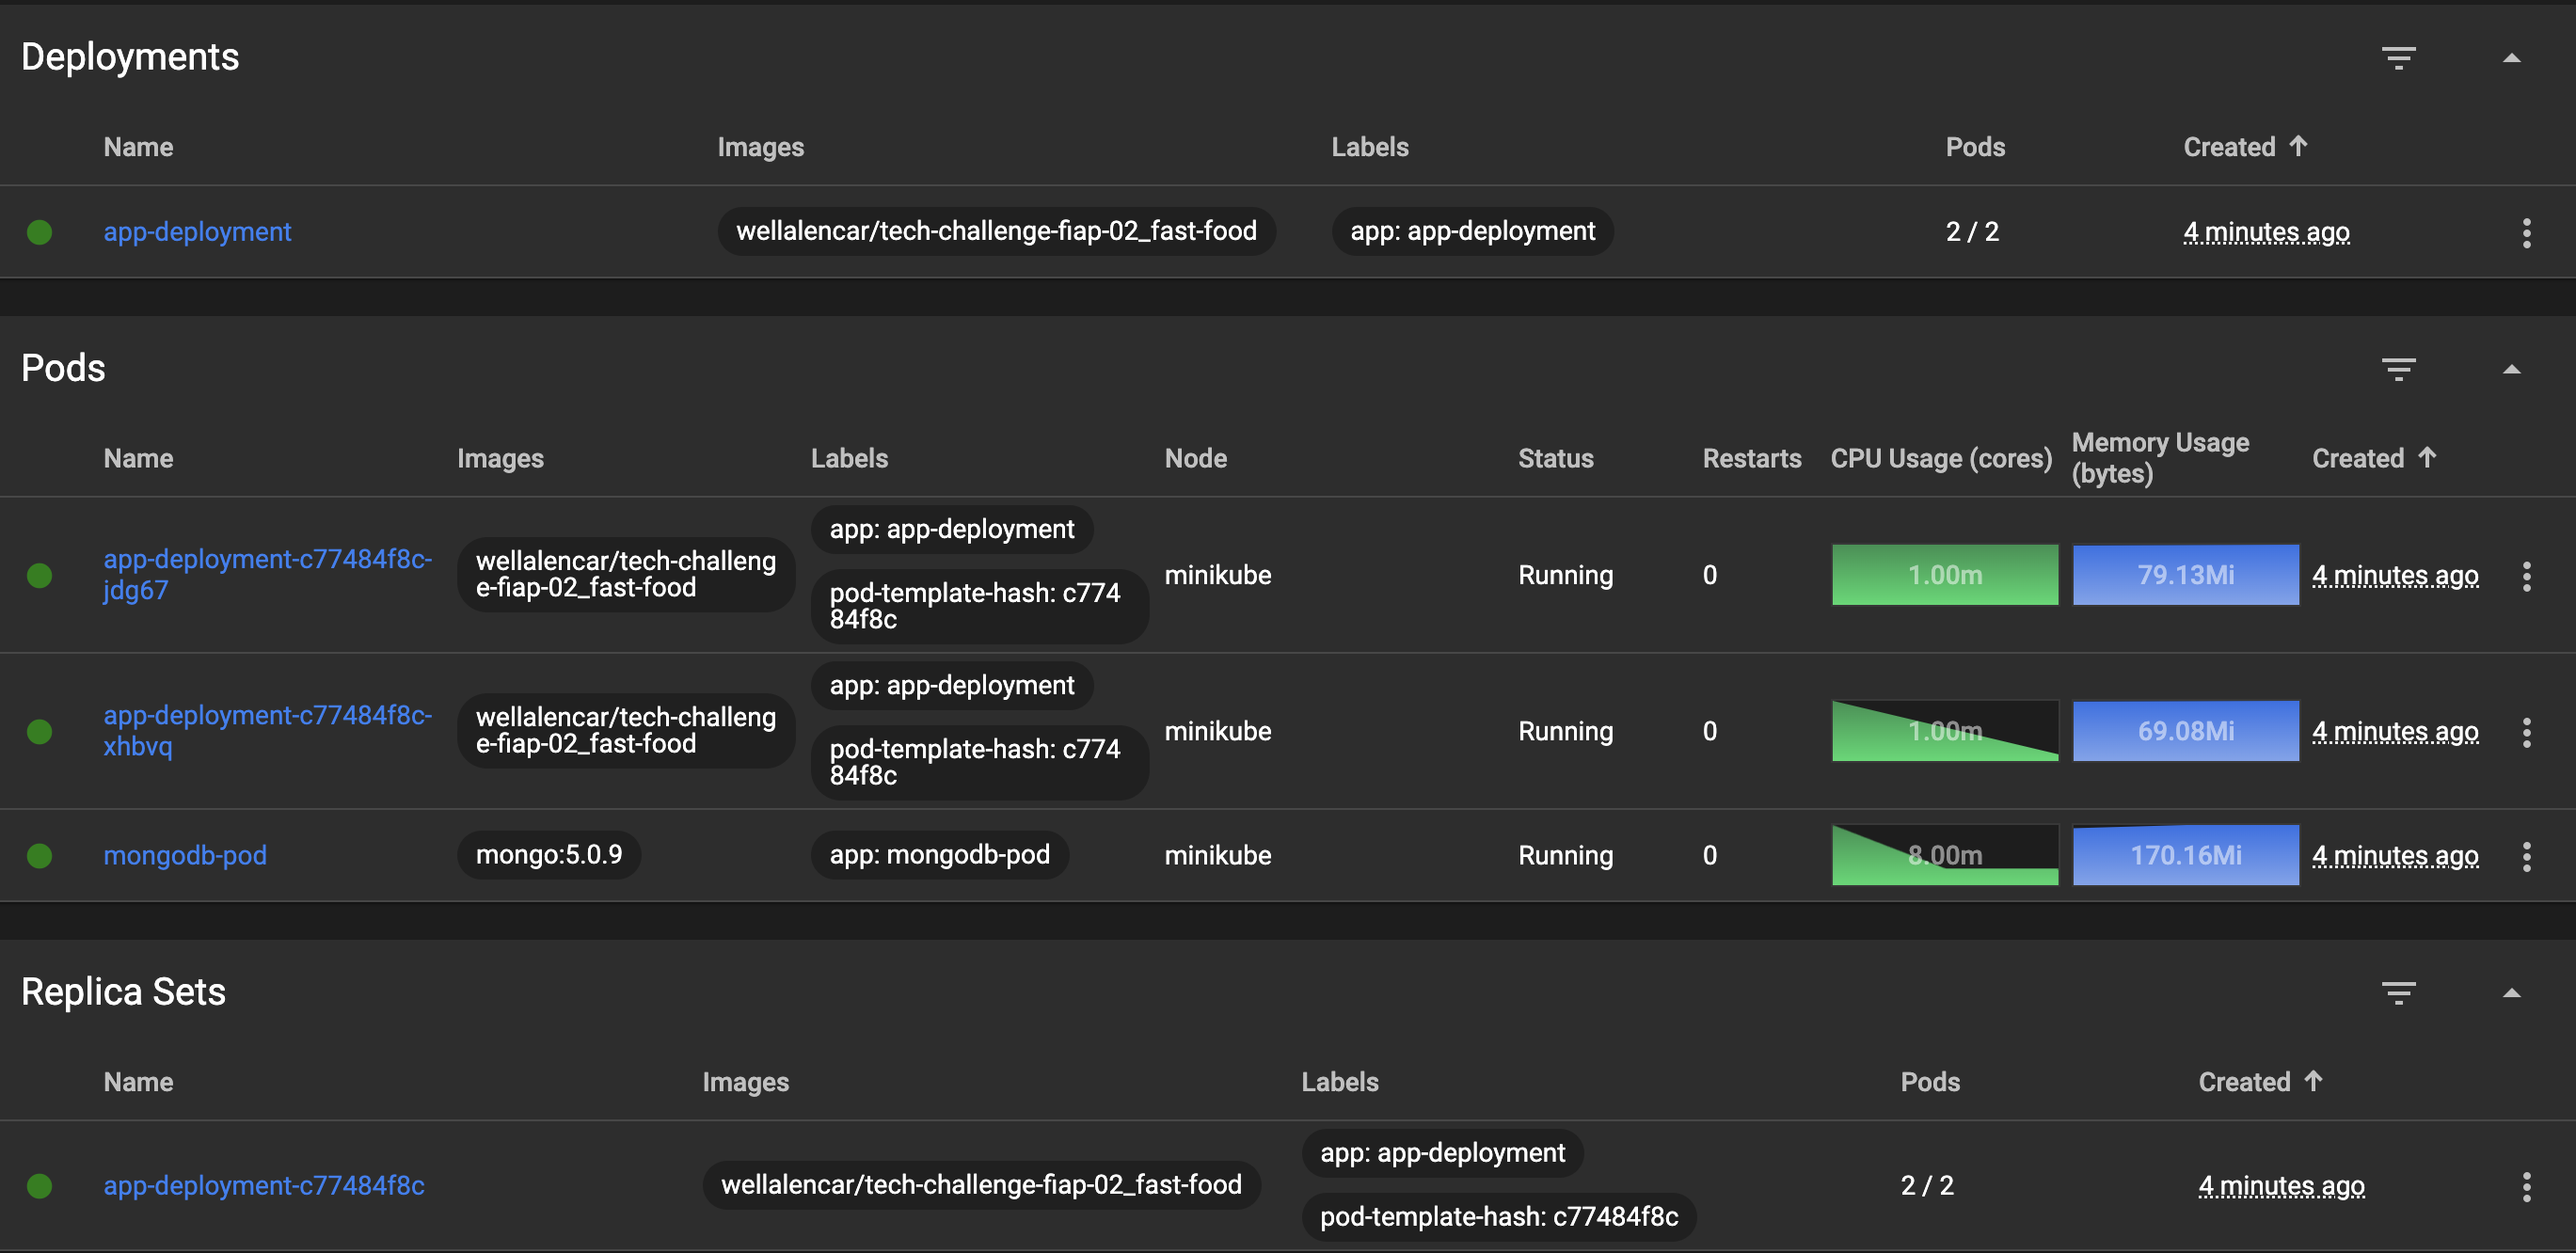 Deployments
Name Images Labels Pods Created
app-deployment wellalencar/tech-challenge-fiap-02_fast-food app: app-deployment 2 / 2 4 minutes ago
Pods
Name Images Labels Node Status Restarts CPU Usage (cores) Memory Usage (bytes) Created
app-deployment-c77484f8c-jdg67 wellalencar/tech-challenge-fiap-02_fast-food app: app-deployment pod-template-hash: c77484f8c minikube Running 0 1.00m 79.13Mi 4 minutes ago
app-deployment-c77484f8c-xhbvq wellalencar/tech-challenge-fiap-02_fast-food app: app-deployment pod-template-hash: c77484f8c minikube Running 0 1.00m 69.08Mi 4 minutes ago
mongodb-pod mongo:5.0.9 app: mongodb-pod minikube Running 0 8.00m 170.16Mi 4 minutes ago
Replica Sets
Name Images Labels Pods Created
app-deployment-c77484f8c wellalencar/tech-challenge-fiap-02_fast-food app: app-deployment pod-template-hash: c77484f8c 2 / 2 4 minutes ago